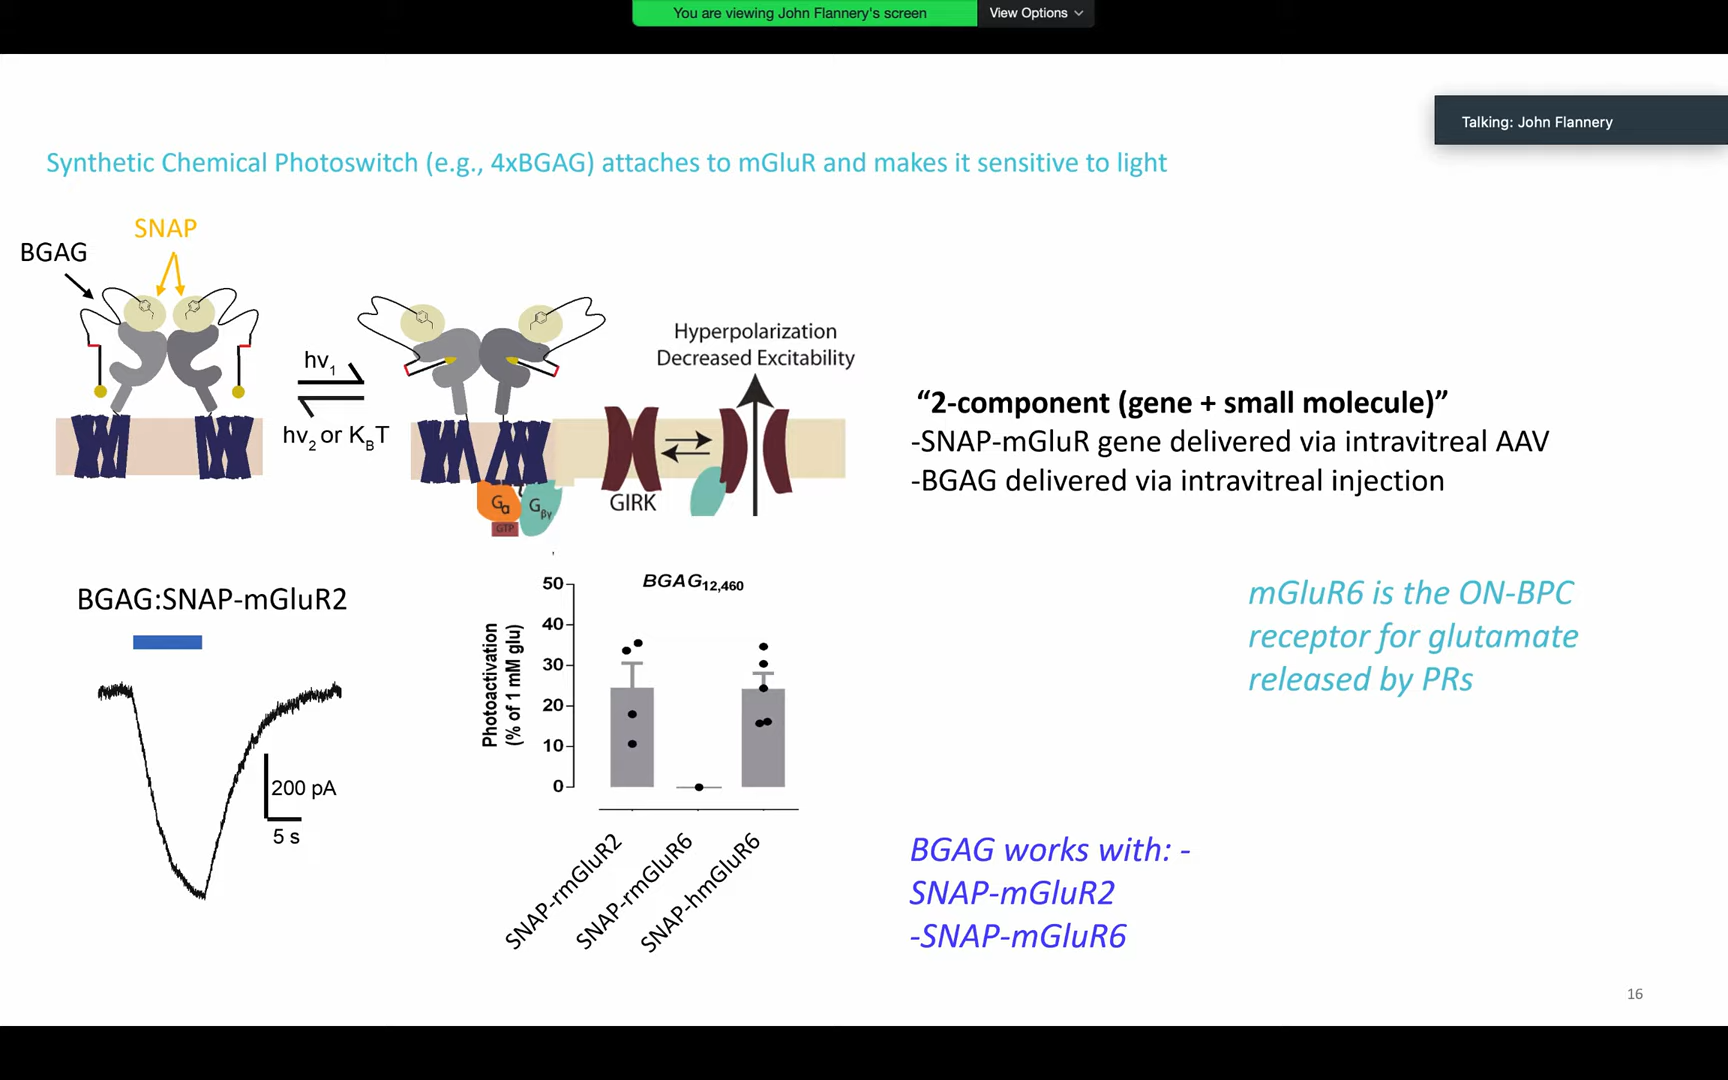 You are viewing John Flannery's screen
View Options
Talking: John Flannery
Synthetic Chemical Photoswitch (e.g., 4xBGAG) attaches to mGluR and makes it sensitive to light
SNAP
BGAG
hv1
hv2 or KBT
Hyperpolarization
Decreased Excitability
Gα
Gβγ
GTP
GIRK
"2-component (gene + small molecule)"
-SNAP-mGluR gene delivered via intravitreal AAV
-BGAG delivered via intravitreal injection
BGAG:SNAP-mGluR2
200 pA
5 s
BGAG12,460
Photoactivation
(% of 1 mM glu)
50
40
30
20
10
0
SNAP-rmGluR2
SNAP-rmGluR6
SNAP-hmGluR6
mGluR6 is the ON-BPC
receptor for glutamate
released by PRs
BGAG works with: -
SNAP-mGluR2
-SNAP-mGluR6
16